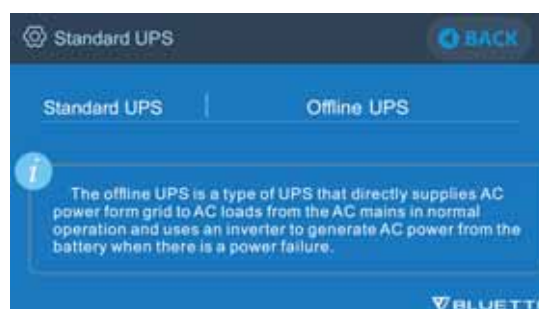 Standard UPS
BACK
Standard UPS
Offline UPS
i
The offline UPS is a type of UPS that directly supplies AC
power form grid to AC loads from the AC mains in normal
operation and uses an inverter to generate AC power from the
battery when there is a power failure.
BLUETTI